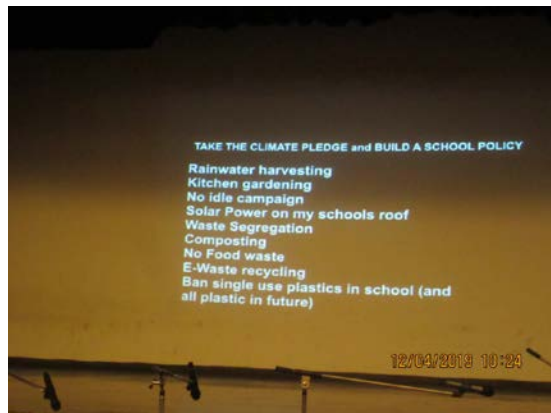 TAKE THE CLIMATE PLEDGE and BUILD A SCHOOL POLICY
Rainwater harvesting
Kitchen gardening
No idle campaign
Solar Power on my schools roof
Waste Segregation
Composting
No Food waste
E-Waste recycling
Ban single use plastics in school (and
all plastic in future)
12/04/2019 10:24